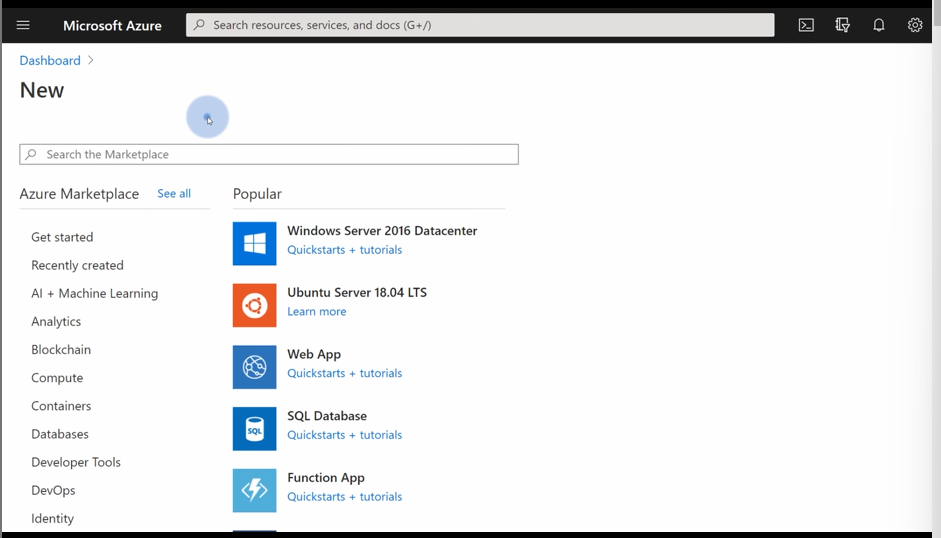 Microsoft Azure
Search resources, services, and docs (G+/)
Dashboard
New
Search the Marketplace
Azure Marketplace See all
Get started
Recently created
AI + Machine Learning
Analytics
Blockchain
Compute
Containers
Databases
Developer Tools
DevOps
Identity
Popular
Windows Server 2016 Datacenter
Quickstarts + tutorials
Ubuntu Server 18.04 LTS
Learn more
Web App
Quickstarts + tutorials
SQL
SQL Database
Quickstarts + tutorials
Function App
Quickstarts + tutorials